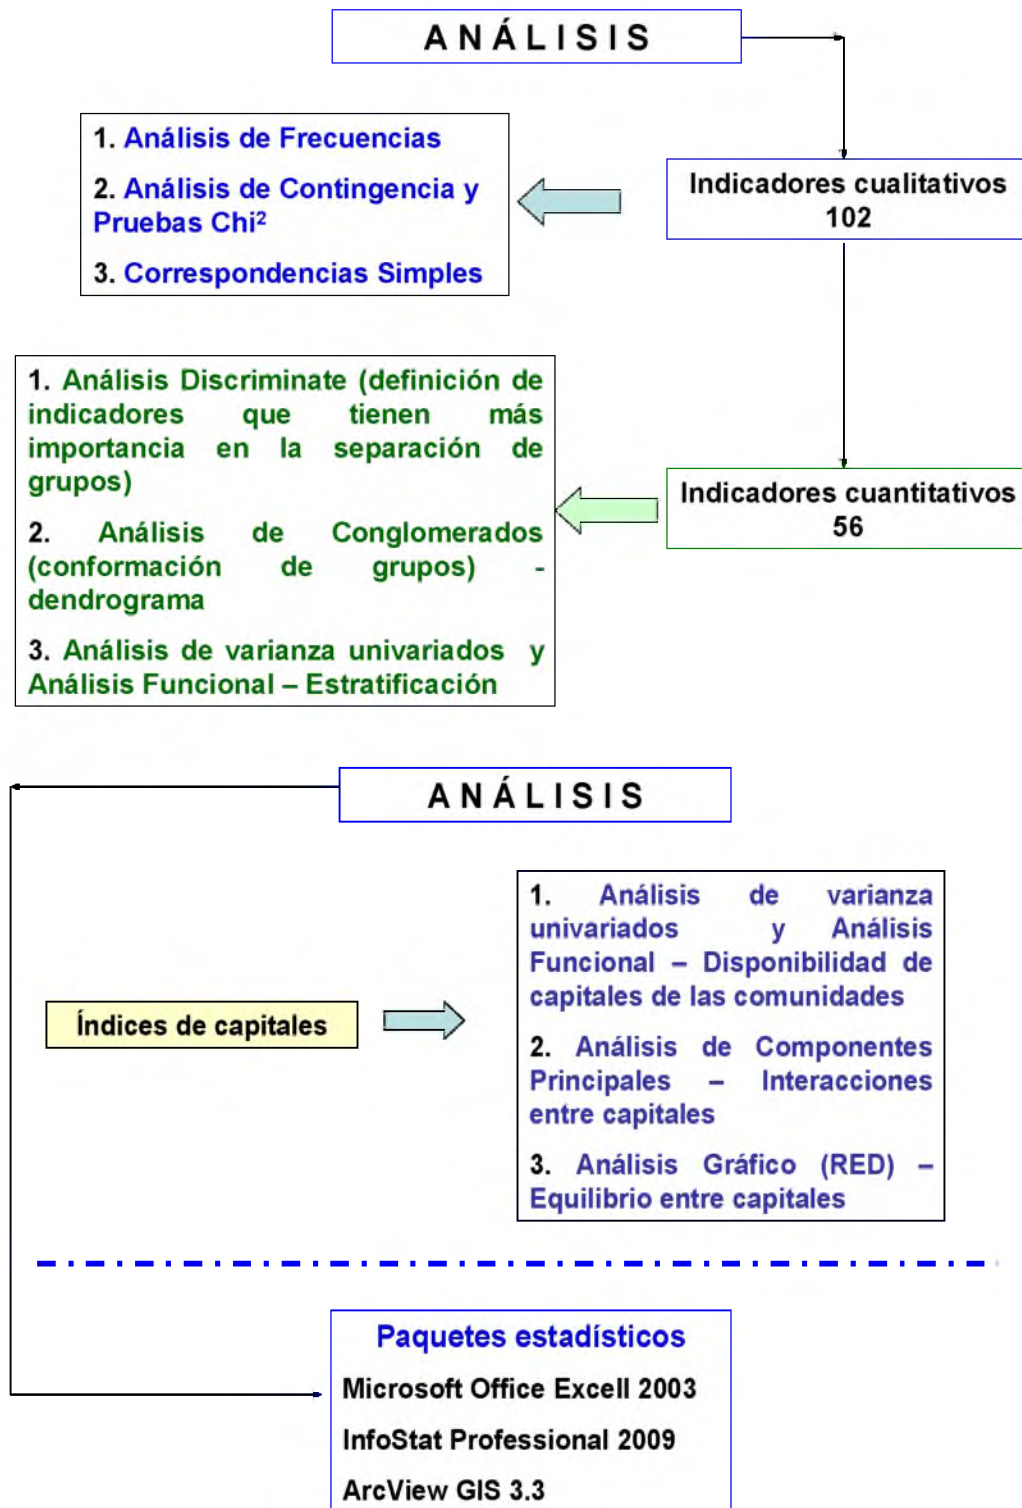 ANÁLISIS
1. Análisis de Frecuencias
2. Análisis de Contingencia y
Pruebas Chi²
3. Correspondencias Simples
Indicadores cualitativos
102
1. Análisis Discriminate (definición de
indicadores que tienen más
importancia en la separación de
grupos)
2. Análisis de Conglomerados
(conformación de grupos) -
dendrograma
3. Análisis de varianza univariados y
Análisis Funcional – Estratificación
Indicadores cuantitativos
56
ANÁLISIS
Índices de capitales
1. Análisis de varianza
univariados y Análisis
Funcional – Disponibilidad de
capitales de las comunidades
2. Análisis de Componentes
Principales – Interacciones
entre capitales
3. Análisis Gráfico (RED) –
Equilibrio entre capitales
Paquetes estadísticos
Microsoft Office Excell 2003
InfoStat Professional 2009
ArcView GIS 3.3